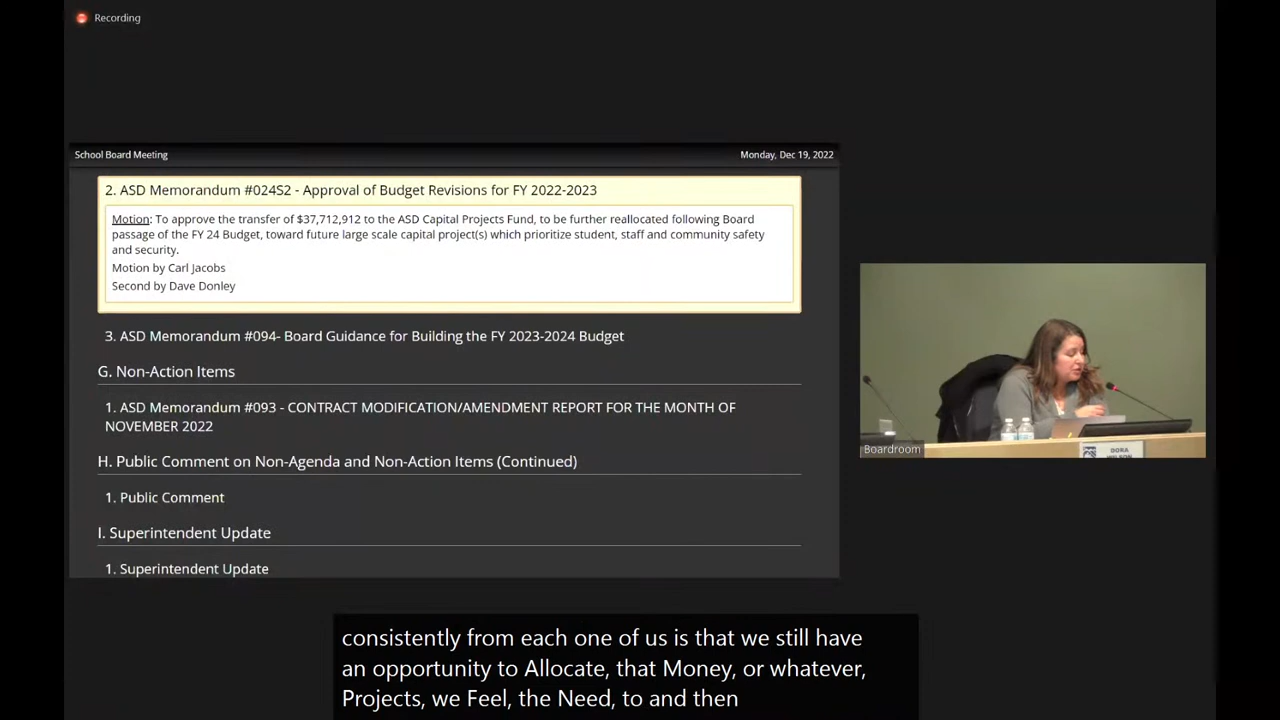 Recording
School Board Meeting
Monday, Dec 19, 2022
2. ASD Memorandum #024S2 - Approval of Budget Revisions for FY 2022-2023
Motion: To approve the transfer of $37,712,912 to the ASD Capital Projects Fund, to be further reallocated following Board
passage of the FY 24 Budget, toward future large scale capital project(s) which prioritize student, staff and community safety
and security.
Motion by Carl Jacobs
Second by Dave Donley
3. ASD Memorandum #094- Board Guidance for Building the FY 2023-2024 Budget
G. Non-Action Items
1. ASD Memorandum #093 - CONTRACT MODIFICATION/AMENDMENT REPORT FOR THE MONTH OF
NOVEMBER 2022
H. Public Comment on Non-Agenda and Non-Action Items (Continued)
1. Public Comment
I. Superintendent Update
1. Superintendent Update
Boardroom
DORA
WILSON
consistently from each one of us is that we still have
an opportunity to Allocate, that Money, or whatever,
Projects, we Feel, the Need, to and then